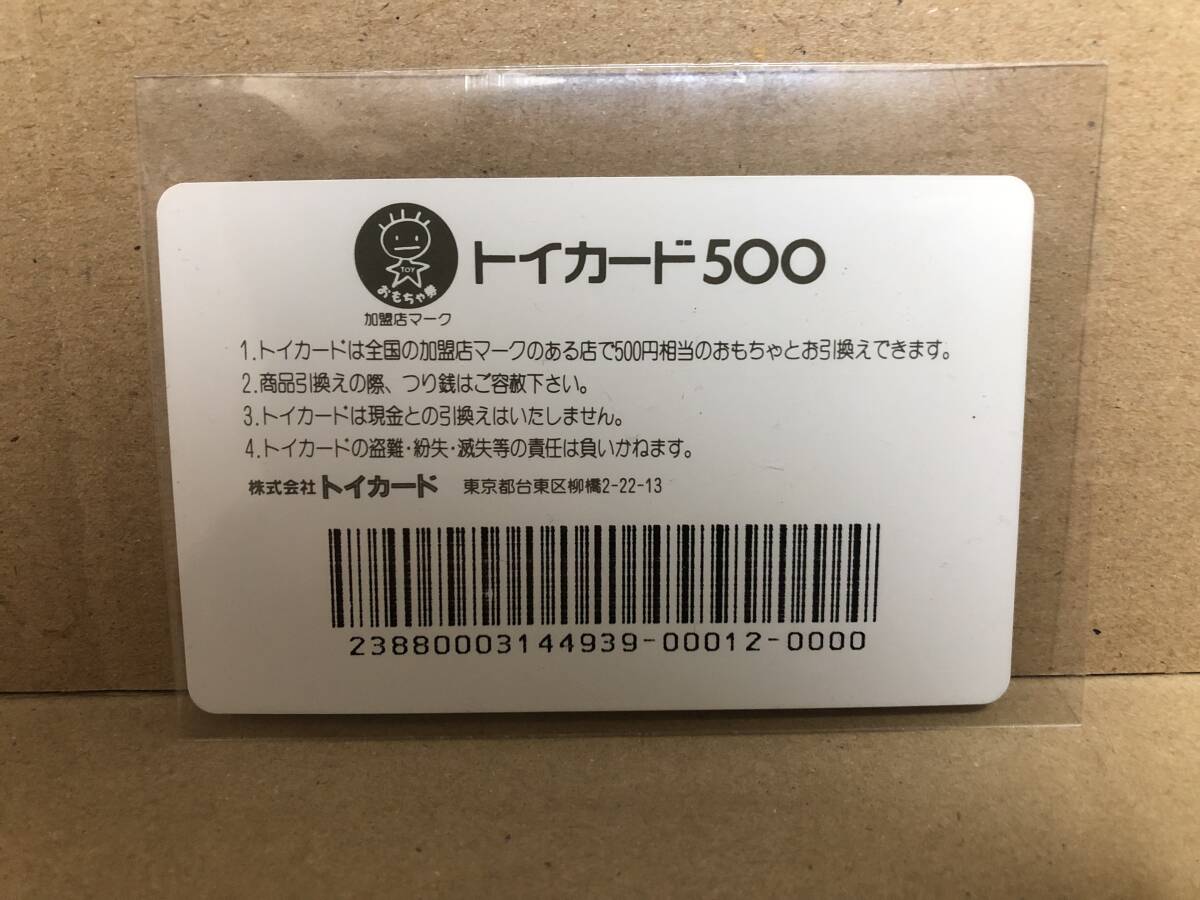 TOY
おもちゃ券
トイカード500
加盟店マーク
1.トイカードは全国の加盟店マークのある店で500円相当のおもちゃとお引換えできます。
2.商品引換えの際、つり銭はご容赦下さい。
3.トイカードは現金との引換えはいたしません。
4.トイカードの盗難・紛失・滅失等の責任は負いかねます。
株式会社トイカード 東京都台東区柳橋2-22-13
23880003144939-00012-0000